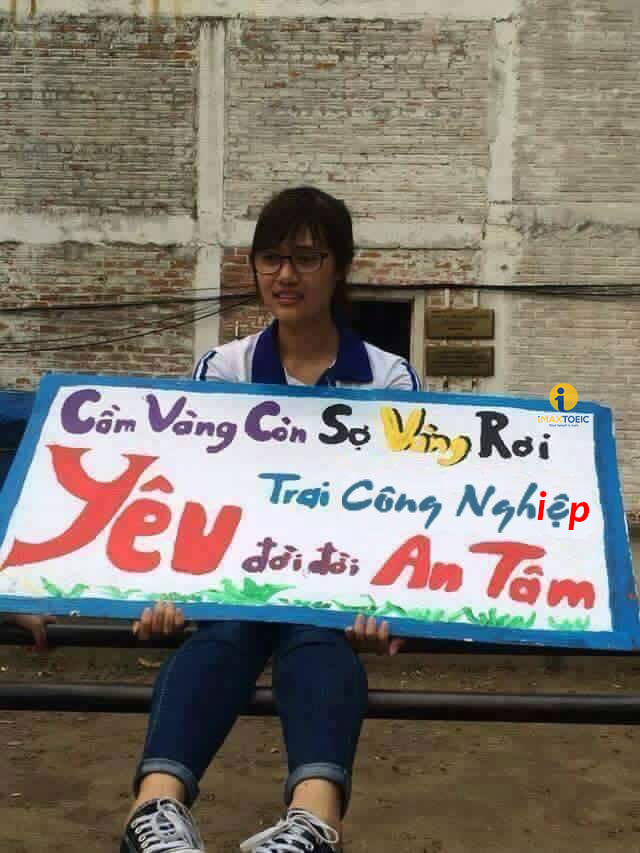 Cầm Vàng Còn Sợ Vàng Rơi
Yêu Trai Công Nghiệp
đời đời An Tâm
i
iMAXTOEIC